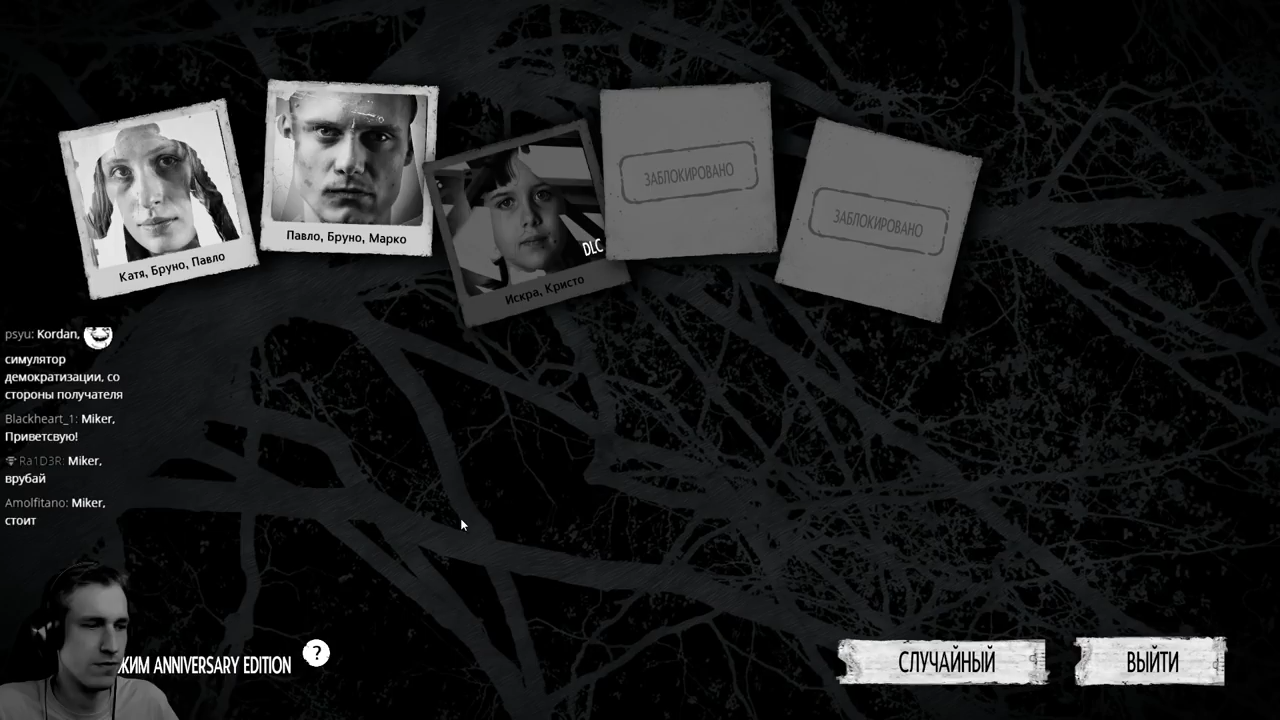 Катя, Бруно, Павло
Павло, Бруно, Марко
DLC
Искра, Кристо
ЗАБЛОКИРОВАНО
ЗАБЛОКИРОВАНО
psyu: Kordan,
симулятор
демократизации, со
стороны получателя
Blackheart_1: Miker,
Приветсвую!
Ra1D3R: Miker,
врубай
Amolfitano: Miker,
стоит
ЖИМ ANNIVERSARY EDITION
?
СЛУЧАЙНЫЙ
ВЫЙТИ